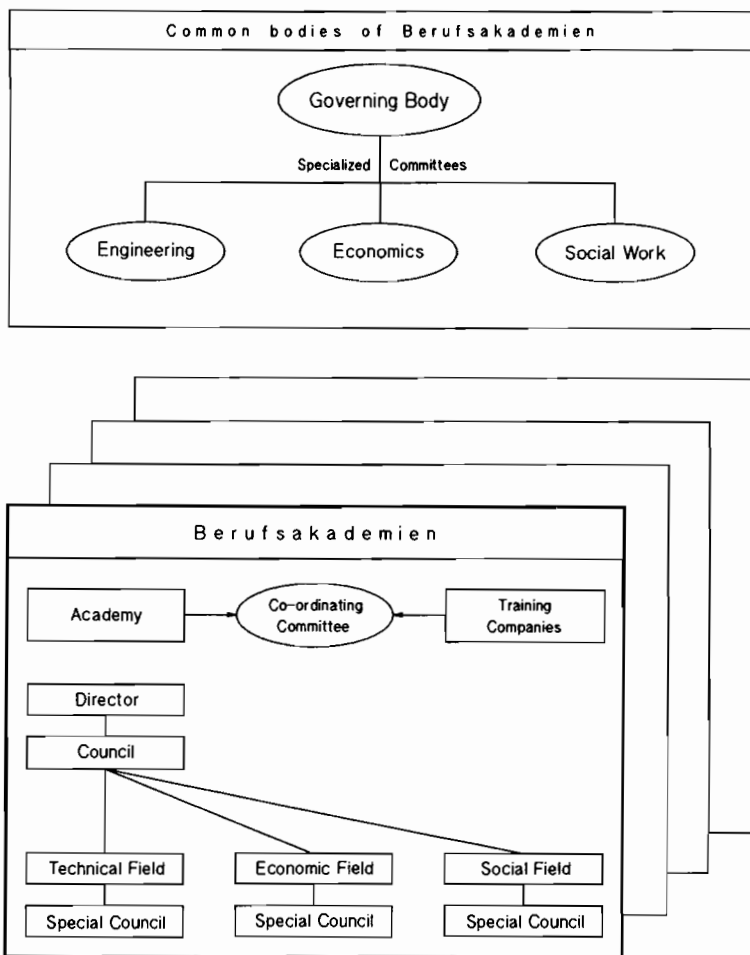 Common bodies of Berufsakademien
Governing Body
Specialized Committees
Engineering
Economics
Social Work
Berufsakademien
Academy
Co-ordinating
Committee
Training
Companies
Director
Council
Technical Field
Economic Field
Social Field
Special Council
Special Council
Special Council